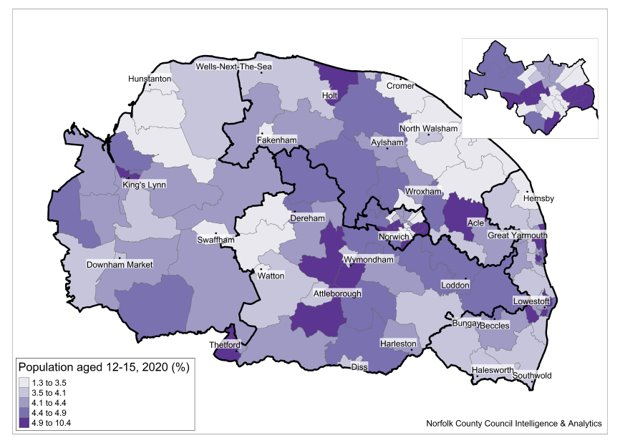 Wells-Next-The-Sea
Hunstanton
Cromer
Holt
North Walsham
Fakenham
Aylsham
King's Lynn
Wroxham
Hemsby
Dereham
Acle
Swaffham
Norwich
Great Yarmouth
Downham Market
Watton
Wymondham
Loddon
Attleborough
Lowestoft
Bungay
Beccles
Thetford
Harleston
Diss
Halesworth
Southwold
Population aged 12-15, 2020 (%)
1.3 to 3.5
3.5 to 4.1
4.1 to 4.4
4.4 to 4.9
4.9 to 10.4
Norfolk County Council Intelligence & Analytics